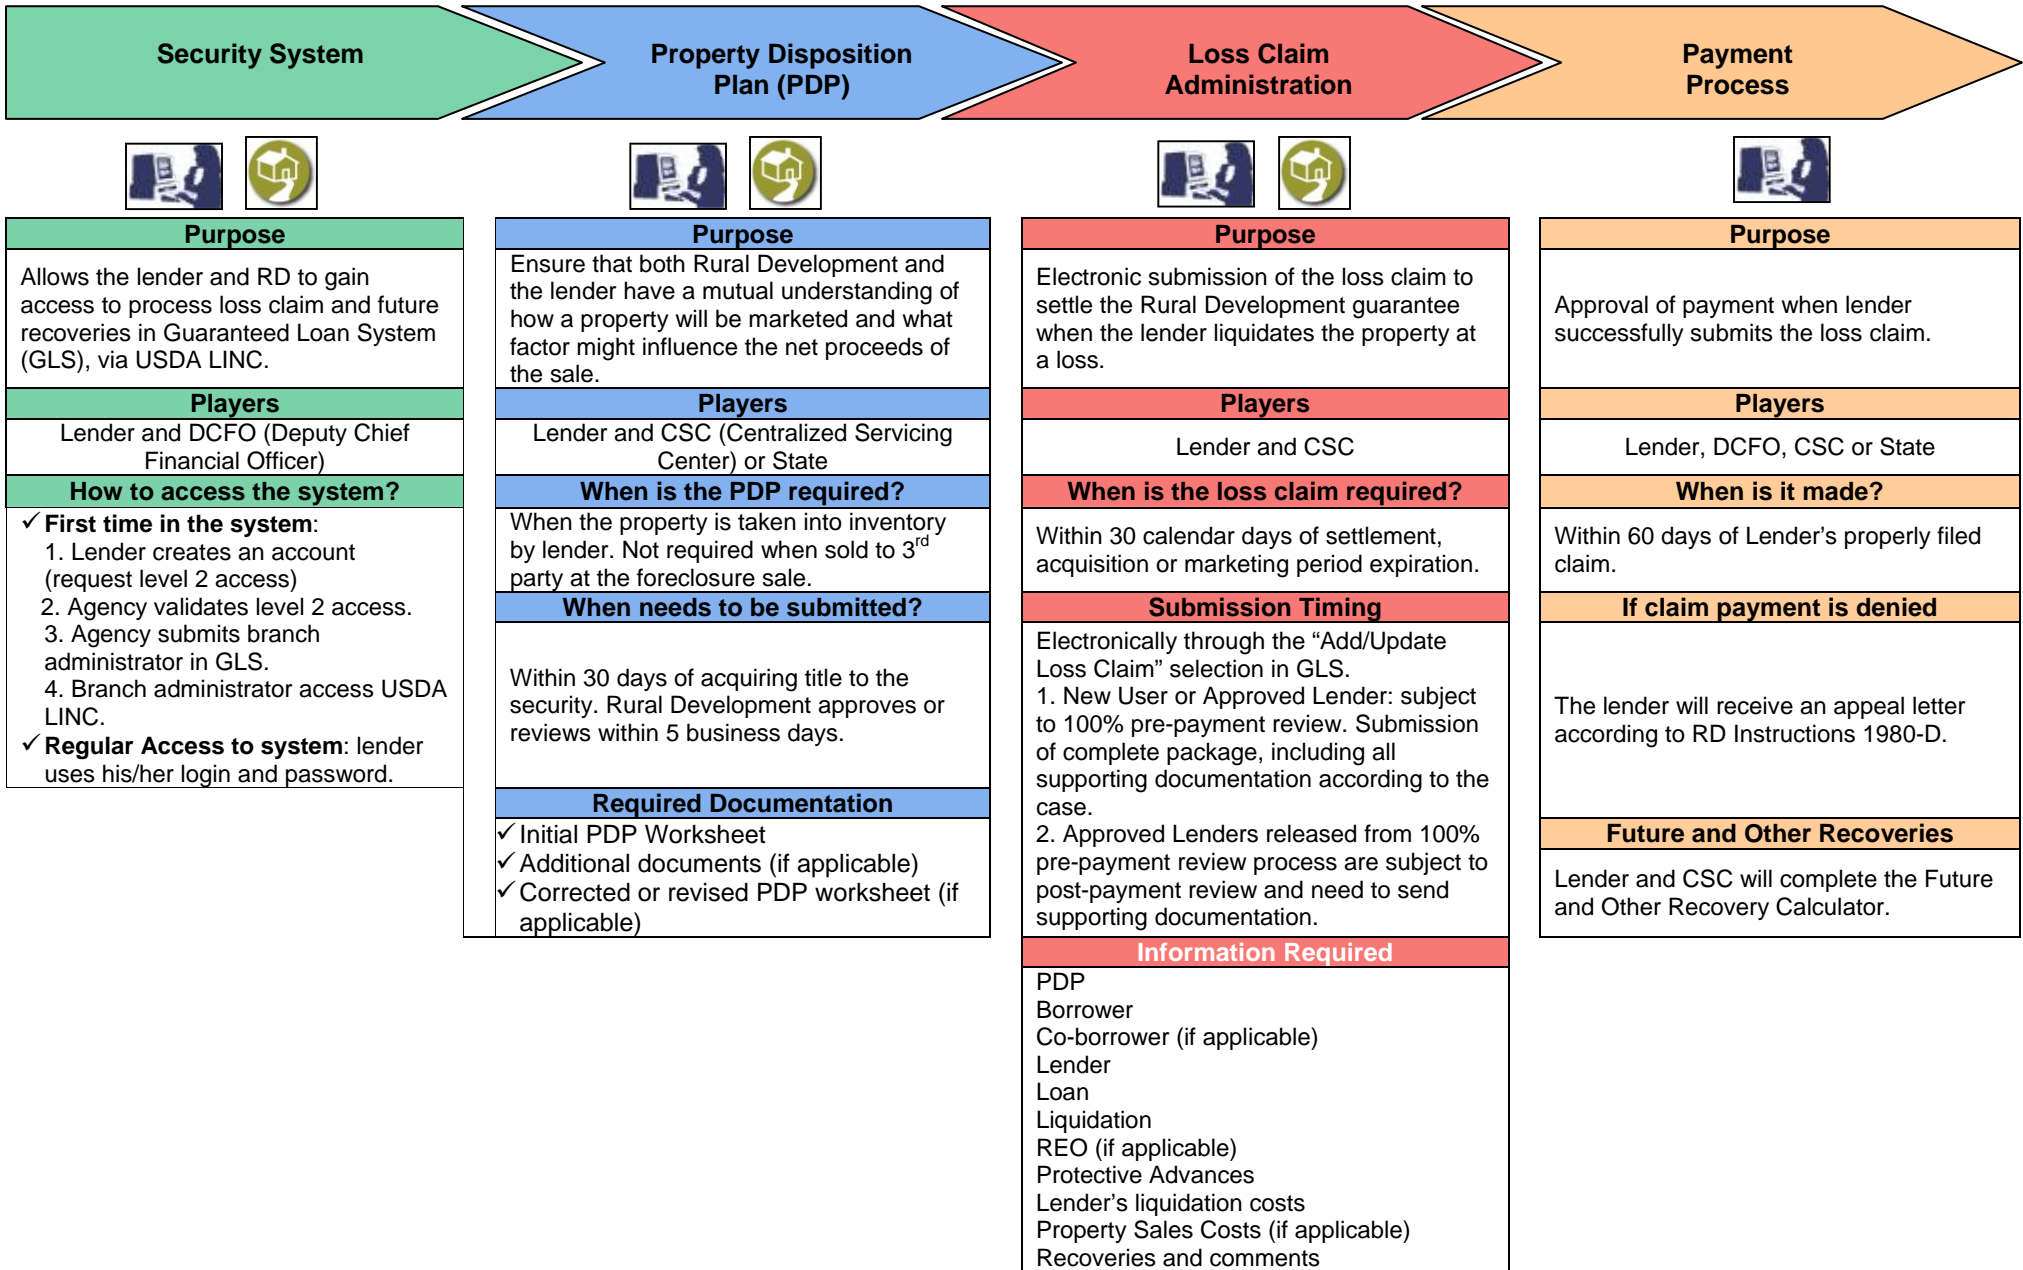 Security System
Property Disposition
Plan (PDP)
Loss Claim
Administration
Payment
Process
Purpose
Allows the lender and RD to gain
access to process loss claim and future
recoveries in Guaranteed Loan System
(GLS), via USDA LINC.
Players
Lender and DCFO (Deputy Chief
Financial Officer)
How to access the system?
✓ First time in the system:
1. Lender creates an account
(request level 2 access)
2. Agency validates level 2 access.
3. Agency submits branch
administrator in GLS.
4. Branch administrator access USDA
LINC.
✓ Regular Access to system: lender
uses his/her login and password.
Purpose
Ensure that both Rural Development and
the lender have a mutual understanding of
how a property will be marketed and what
factor might influence the net proceeds of
the sale.
Players
Lender and CSC (Centralized Servicing
Center) or State
When is the PDP required?
When the property is taken into inventory
by lender. Not required when sold to 3rd
party at the foreclosure sale.
When needs to be submitted?
Within 30 days of acquiring title to the
security. Rural Development approves or
reviews within 5 business days.
Required Documentation
✓ Initial PDP Worksheet
✓ Additional documents (if applicable)
✓ Corrected or revised PDP worksheet (if
applicable)
Purpose
Electronic submission of the loss claim to
settle the Rural Development guarantee
when the lender liquidates the property at
a loss.
Players
Lender and CSC
When is the loss claim required?
Within 30 calendar days of settlement,
acquisition or marketing period expiration.
Submission Timing
Electronically through the “Add/Update
Loss Claim” selection in GLS.
1. New User or Approved Lender: subject
to 100% pre-payment review. Submission
of complete package, including all
supporting documentation according to the
case.
2. Approved Lenders released from 100%
pre-payment review process are subject to
post-payment review and need to send
supporting documentation.
Information Required
PDP
Borrower
Co-borrower (if applicable)
Lender
Loan
Liquidation
REO (if applicable)
Protective Advances
Lender’s liquidation costs
Property Sales Costs (if applicable)
Recoveries and comments
Purpose
Approval of payment when lender
successfully submits the loss claim.
Players
Lender, DCFO, CSC or State
When is it made?
Within 60 days of Lender’s properly filed
claim.
If claim payment is denied
The lender will receive an appeal letter
according to RD Instructions 1980-D.
Future and Other Recoveries
Lender and CSC will complete the Future
and Other Recovery Calculator.